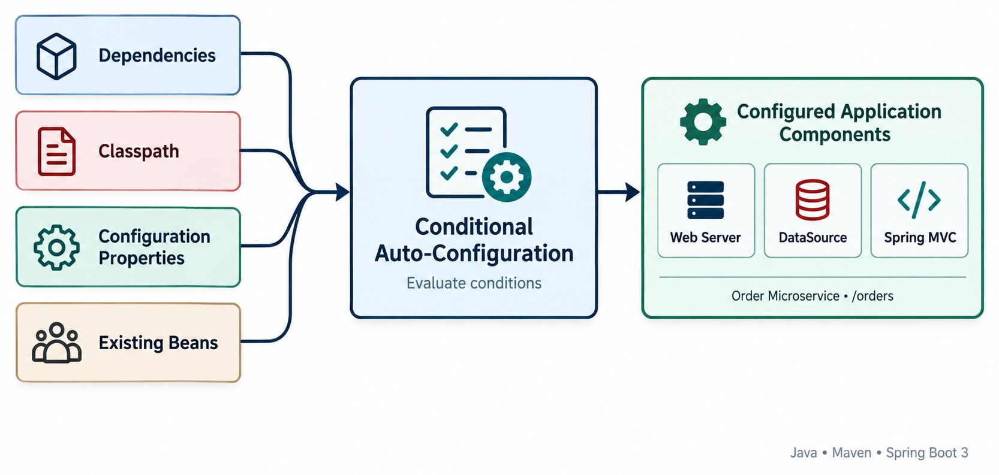 Dependencies
Classpath
Configuration
Properties
Existing Beans
Conditional
Auto-Configuration
Evaluate conditions
Configured Application
Components
Web Server
DataSource
Spring MVC
Order Microservice • /orders
Java • Maven • Spring Boot 3